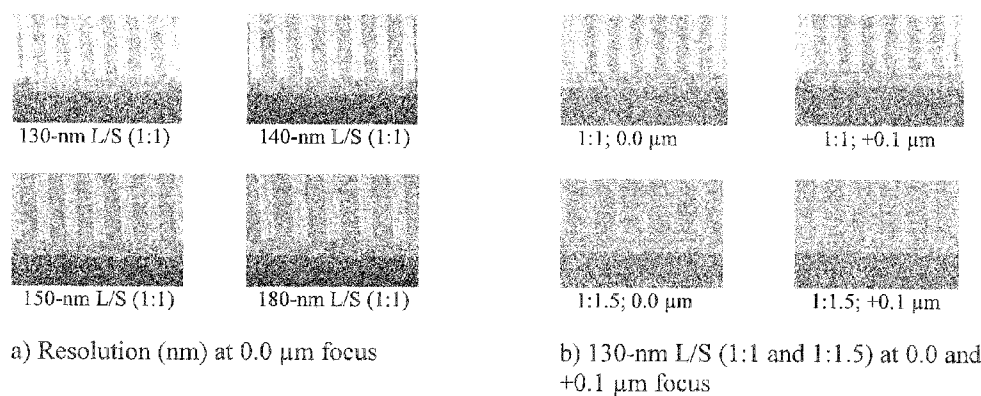 130-nm L/S (1:1)
140-nm L/S (1:1)
150-nm L/S (1:1)
180-nm L/S (1:1)
a) Resolution (nm) at 0.0 µm focus
1:1; 0.0 µm
1:1; +0.1 µm
1:1.5; 0.0 µm
1:1.5; +0.1 µm
b) 130-nm L/S (1:1 and 1:1.5) at 0.0 and
+0.1 µm focus